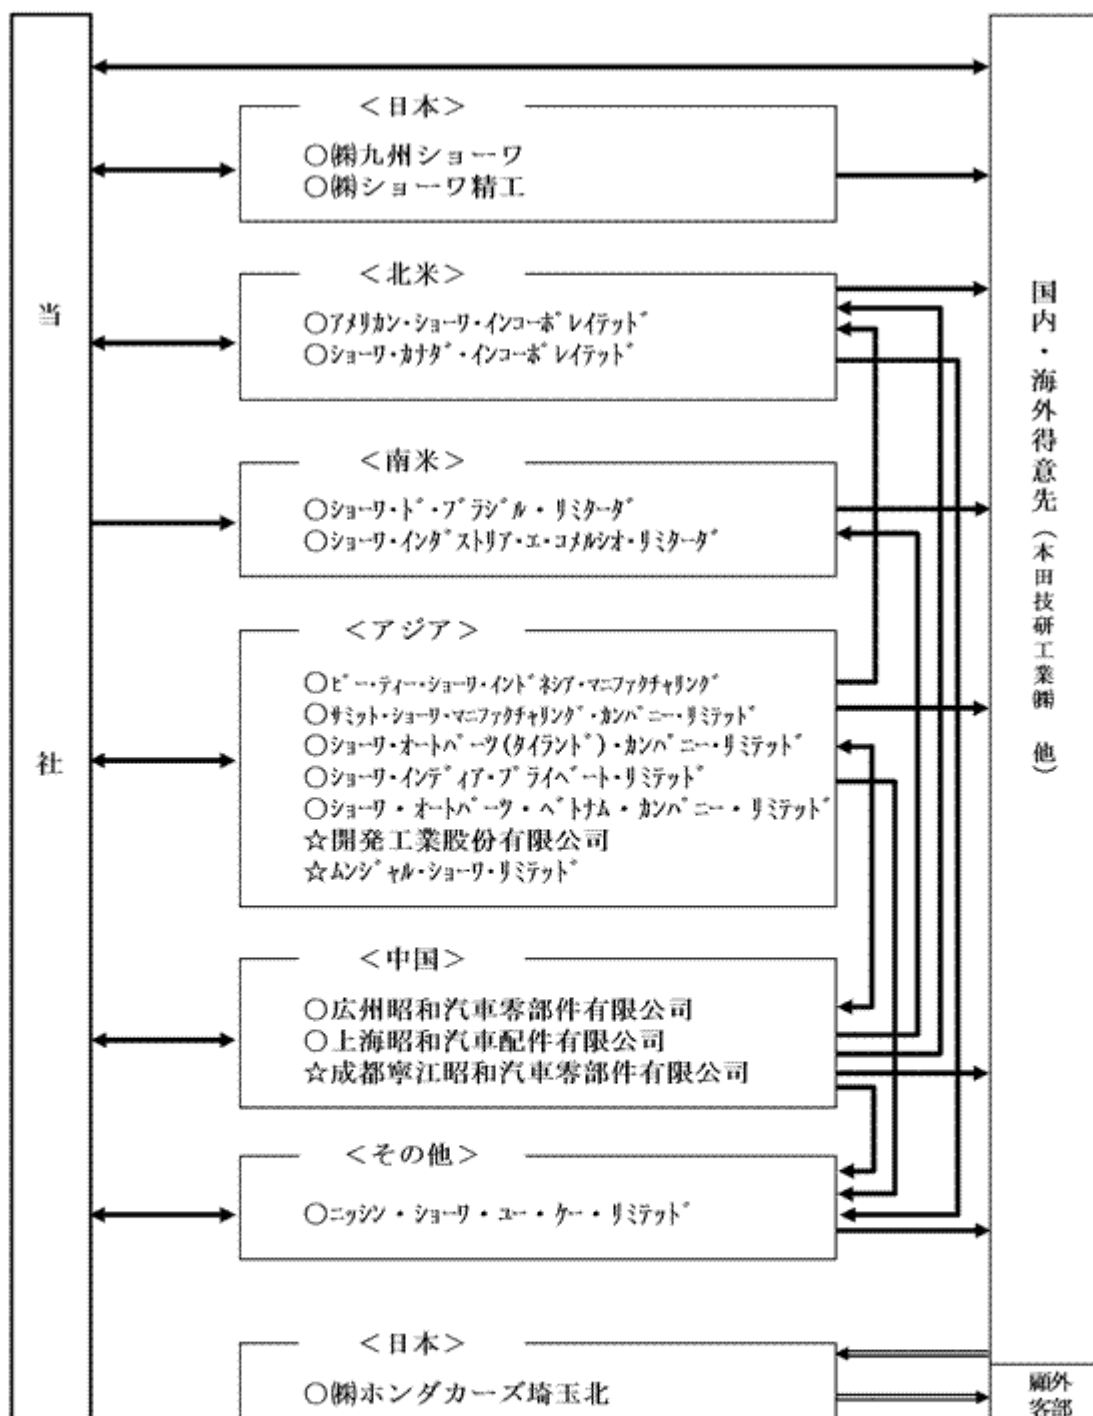 当社
<日本>
○㈱九州ショーワ
○㈱ショーワ精工
<北米>
○ｱﾒﾘｶﾝ･ｼｮｰﾜ･ｲﾝｺｰﾎﾟﾚｲﾃｯﾄﾞ
○ｼｮｰﾜ･ｶﾅﾀﾞ･ｲﾝｺｰﾎﾟﾚｲﾃｯﾄﾞ
<南米>
○ｼｮｰﾜ･ﾄﾞ･ﾌﾞﾗｼﾞﾙ・ﾘﾐﾀｰﾀﾞ
○ｼｮｰﾜ･ｲﾝﾀﾞｽﾄﾘｱ･ｴ･ｺﾒﾙｼｵ･ﾘﾐﾀｰﾀﾞ
<アジア>
○ﾋﾟｰ･ﾃｨｰ･ｼｮｰﾜ･ｲﾝﾄﾞﾈｼｱ･ﾏﾆﾌｧｸﾁｬﾘﾝｸﾞ
○ｻﾐｯﾄ･ｼｮｰﾜ･ﾏﾆﾌｧｸﾁｬﾘﾝｸﾞ･ｶﾝﾊﾟﾆｰ･ﾘﾐﾃｯﾄﾞ
○ｼｮｰﾜ･ｵｰﾄﾊﾟｰﾂ(ﾀｲﾗﾝﾄﾞ)･ｶﾝﾊﾟﾆｰ･ﾘﾐﾃｯﾄﾞ
○ｼｮｰﾜ･ｲﾝﾃﾞｨｱ･ﾌﾟﾗｲﾍﾞｰﾄ･ﾘﾐﾃｯﾄﾞ
○ｼｮｰﾜ・ｵｰﾄﾊﾟｰﾂ・ﾍﾞﾄﾅﾑ・ｶﾝﾊﾟﾆｰ・ﾘﾐﾃｯﾄﾞ
☆開発工業股份有限公司
☆ﾑﾝｼﾞｬﾙ･ｼｮｰﾜ･ﾘﾐﾃｯﾄﾞ
<中国>
○広州昭和汽車零部件有限公司
○上海昭和汽車配件有限公司
☆成都寧江昭和汽車零部件有限公司
<その他>
○ﾆｯｼﾝ・ｼｮｰﾜ・ﾕｰ・ｹｰ・ﾘﾐﾃｯﾄﾞ
<日本>
○㈱ホンダカーズ埼玉北
国内・海外得意先（本田技研工業㈱ 他）
外部
顧客